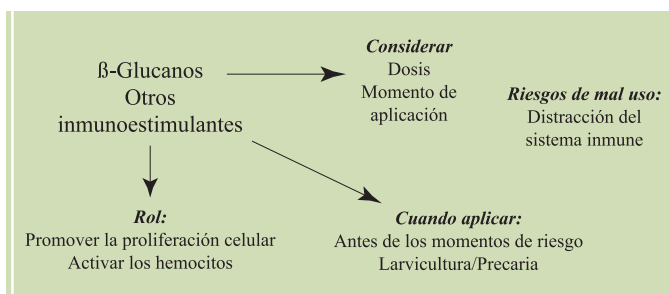 ß-Glucanos
Otros
inmunoestimulantes
Considerar
Dosis
Momento de
aplicación
Riesgos de mal uso:
Distracción del
sistema inmune
Rol:
Promover la proliferación celular
Activar los hemocitos
Cuando aplicar:
Antes de los momentos de riesgo
Larvicultura/Precaria